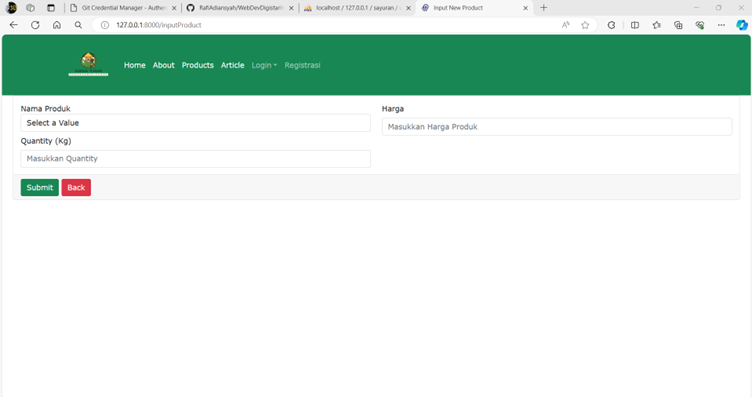 Git Credential Manager - Authen
RafiAdiansyah/WebDevDigistar
localhost / 127.0.0.1 / sayuran /
Input New Product
127.0.0.1:8000/inputProduct
Home About Products Article Login Registrasi
Nama Produk
Select a Value
Harga
Masukkan Harga Produk
Quantity (Kg)
Masukkan Quantity
Submit Back